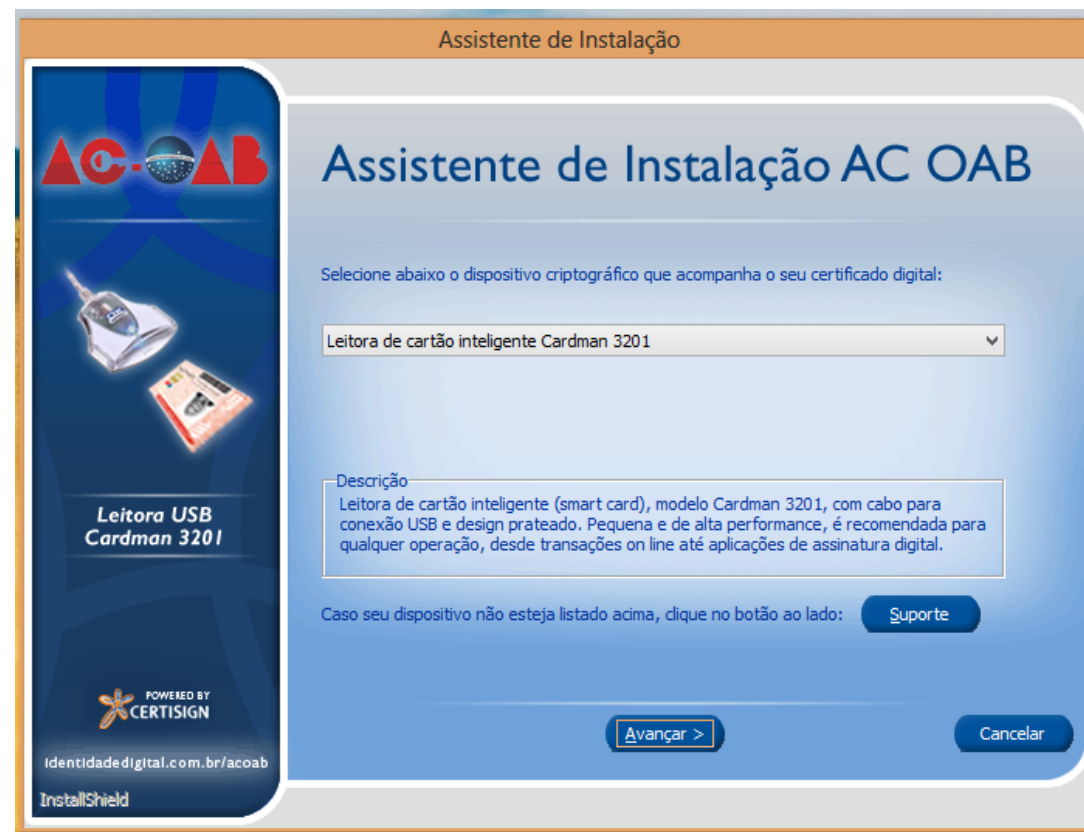 Assistente de Instalação
AC-OAB
Assistente de Instalação AC OAB
Selecione abaixo o dispositivo criptográfico que acompanha o seu certificado digital:
Leitora de cartão inteligente Cardman 3201
Descrição
Leitora de cartão inteligente (smart card), modelo Cardman 3201, com cabo para
conexão USB e design prateado. Pequena e de alta performance, é recomendada para
qualquer operação, desde transações on line até aplicações de assinatura digital.
Leitora USB
Cardman 3201
Caso seu dispositivo não esteja listado acima, clique no botão ao lado:
Suporte
POWERED BY
CERTISIGN
identidadedigital.com.br/acoab
InstallShield
Avançar >
Cancelar